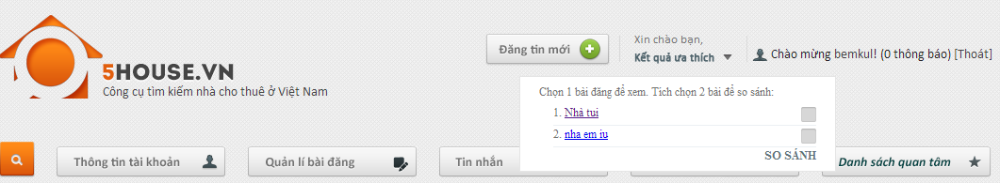 5HOUSE.VN
Công cụ tìm kiếm nhà cho thuê ở Việt Nam
Đăng tin mới
Xin chào bạn,
Kết quả ưa thích
Chào mừng bemkul! (0 thông báo) [Thoát]
Chọn 1 bài đăng để xem. Tích chọn 2 bài để so sánh:
1. Nhà tui
2. nha em iu
SO SÁNH
Thông tin tài khoản
Quản lí bài đăng
Tin nhắn
Danh sách quan tâm